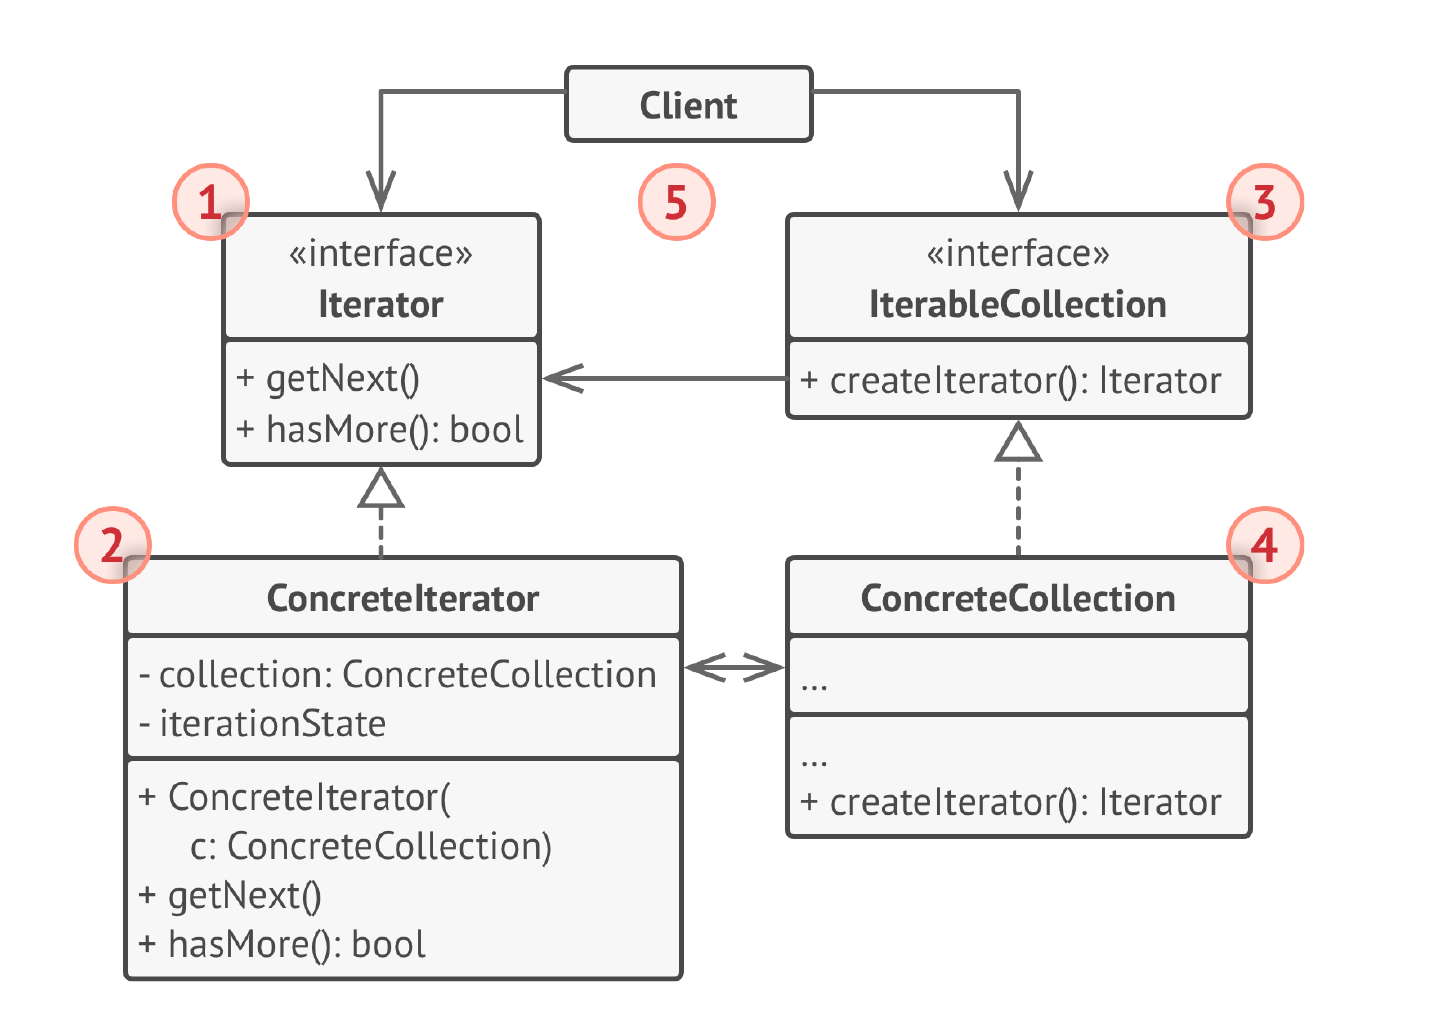 Client
1
5
3
«interface»
Iterator
+ getNext()
+ hasMore(): bool
«interface»
IterableCollection
+ createIterator(): Iterator
2
ConcreteIterator
- collection: ConcreteCollection
- iterationState
+ ConcreteIterator(
c: ConcreteCollection)
+ getNext()
+ hasMore(): bool
4
ConcreteCollection
...
...
+ createIterator(): Iterator